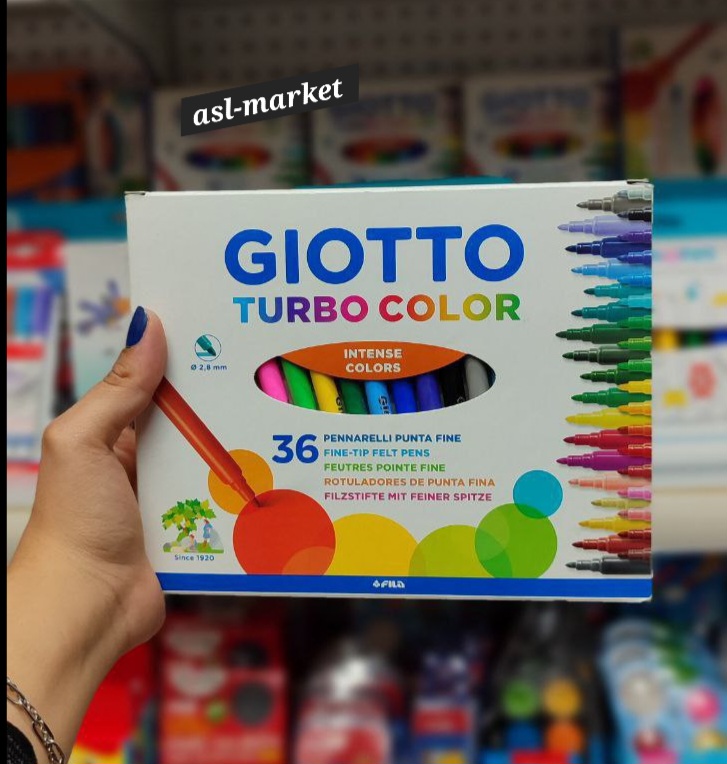 asl-market
GIOTTO
TURBO COLOR
INTENSE
COLORS
Ø 2,8 mm
36
PENNARELLI PUNTA FINE
FINE-TIP FELT PENS
FEUTRES POINTE FINE
ROTULADORES DE PUNTA FINA
FILZSTIFTE MIT FEINER SPITZE
Since 1920
FILA